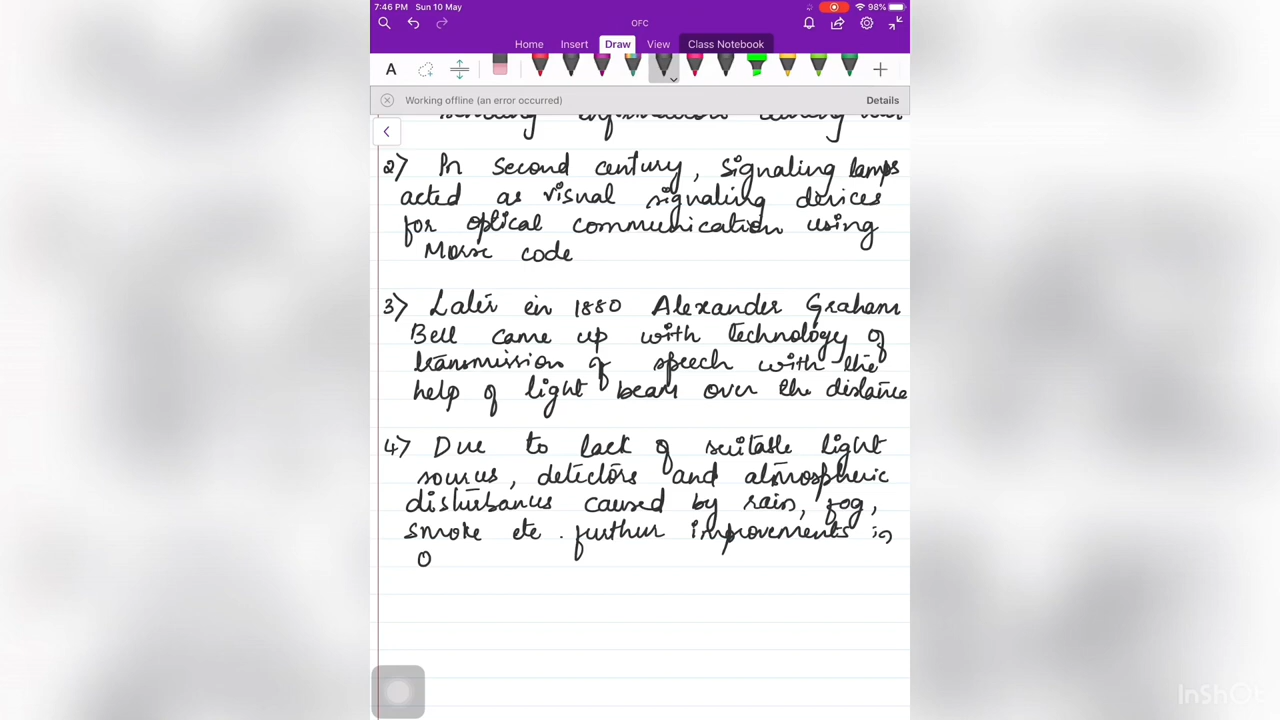 7:46 PM Sun 10 May
98%
OFC
Home Insert Draw View Class Notebook
A
Working offline (an error occurred) Details
sending information
2) In second century, signaling lamps
acted as visual signaling devices
for optical communication using
Morse code
3) Later in 1880 Alexander Graham
Bell came up with technology of
transmission of speech with the
help of light beam over the distance
4) Due to lack of suitable light
sources, detectors and atmospheric
disturbances caused by rain, fog,
smoke etc. further improvements in
O
InShOt